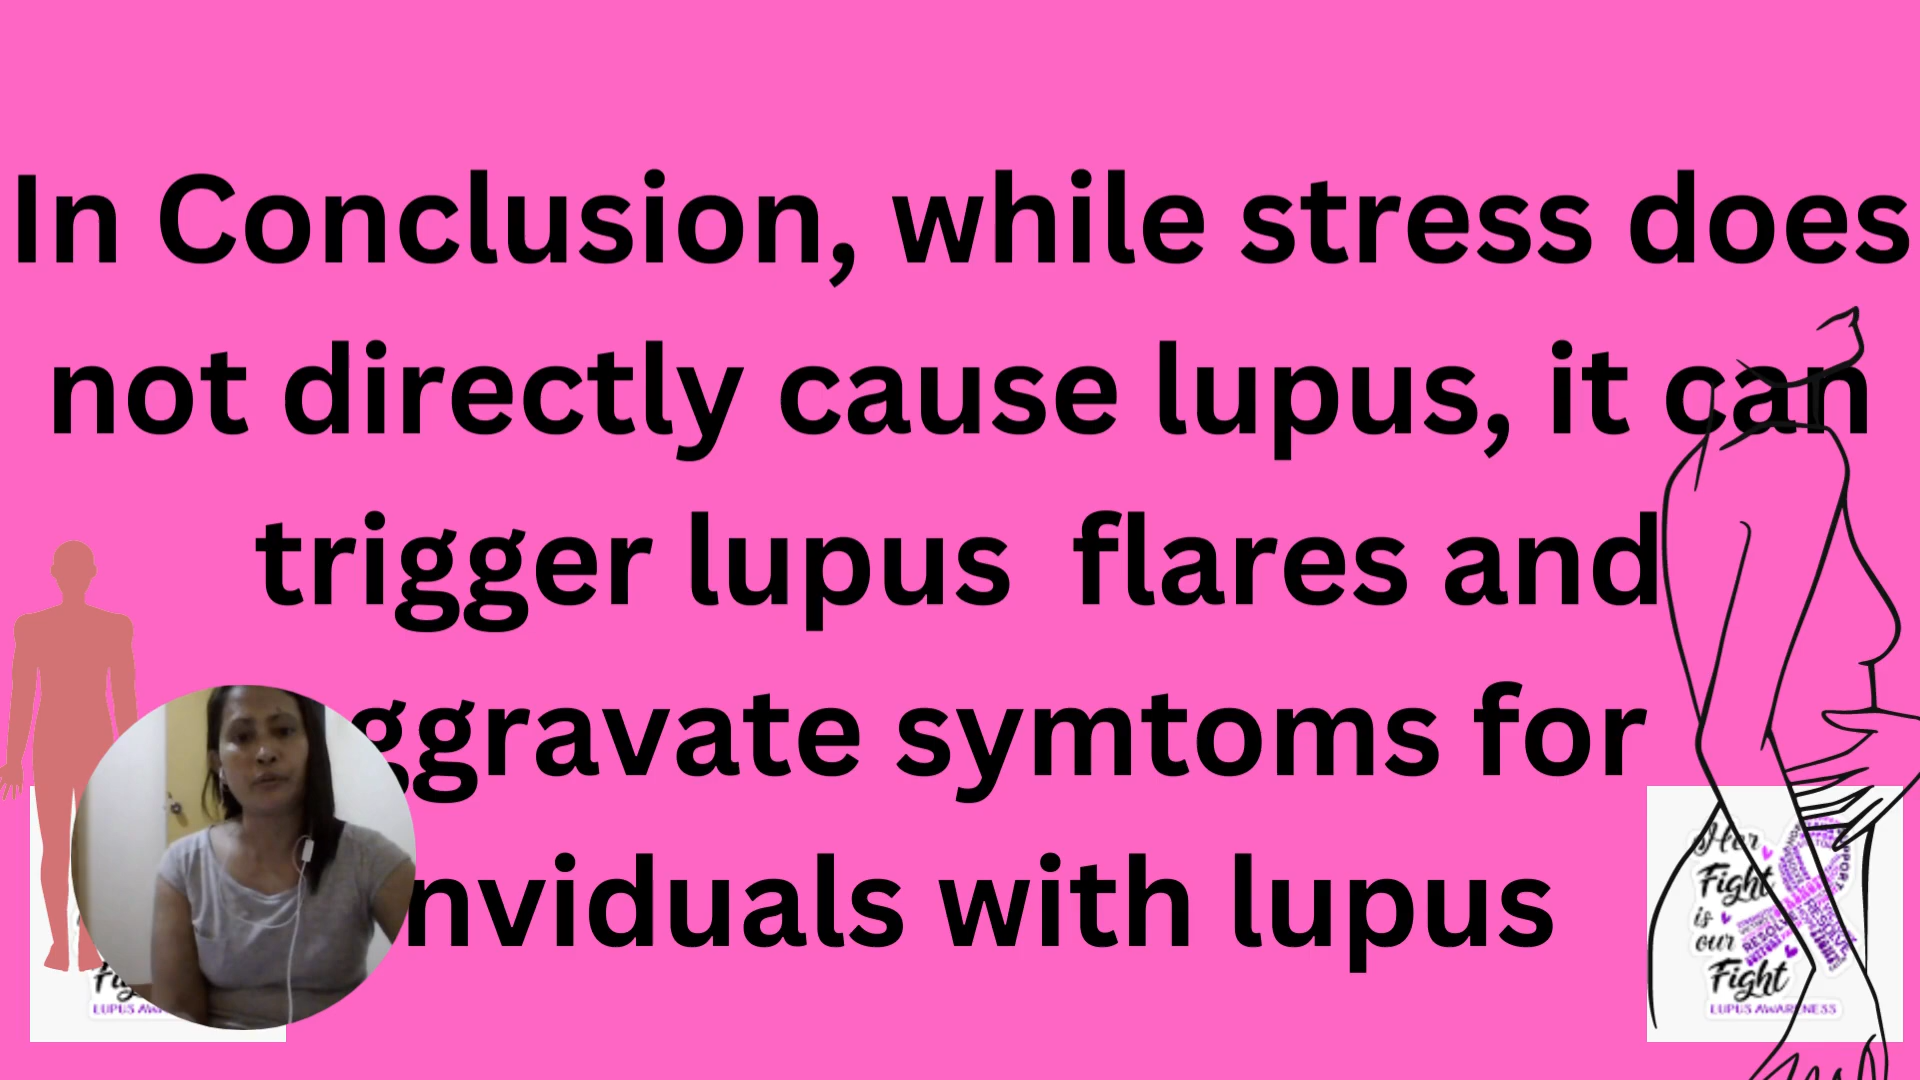 In Conclusion, while stress does
not directly cause lupus, it can
trigger lupus flares and
ggravate symtoms for
nviduals with lupus
Her
Fight
is
our
Fight
LUPUS AWARENESS
LUPUS